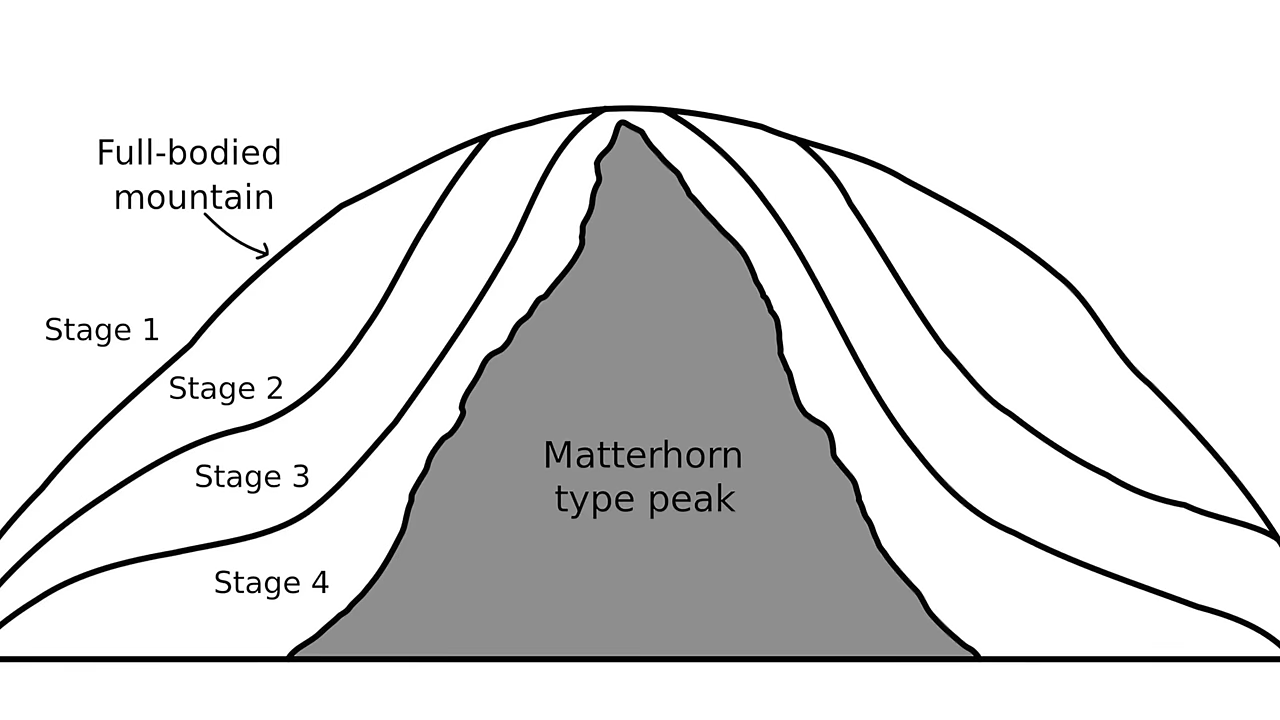 Full-bodied
mountain
Stage 1
Stage 2
Stage 3
Stage 4
Matterhorn
type peak